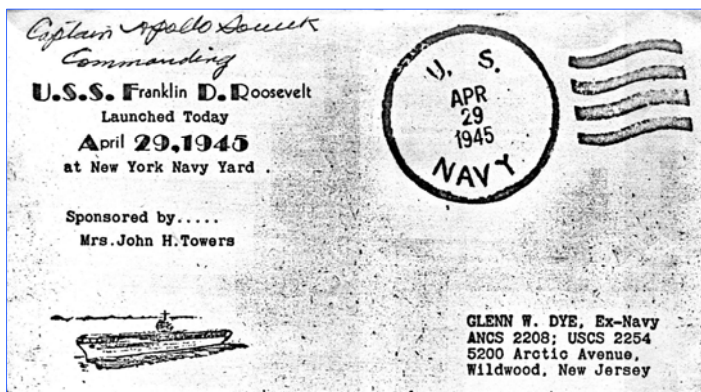 Captain Apollo Soucek
Commanding
U.S.S. Franklin D. Roosevelt
Launched Today
April 29,1945
at New York Navy Yard .
Sponsored by.....
Mrs.John H.Towers
U. S.
APR
29
1945
NAVY
GLENN W. DYE, Ex-Navy
ANCS 2208; USCS 2254
5200 Arctic Avenue,
Wildwood, New Jersey